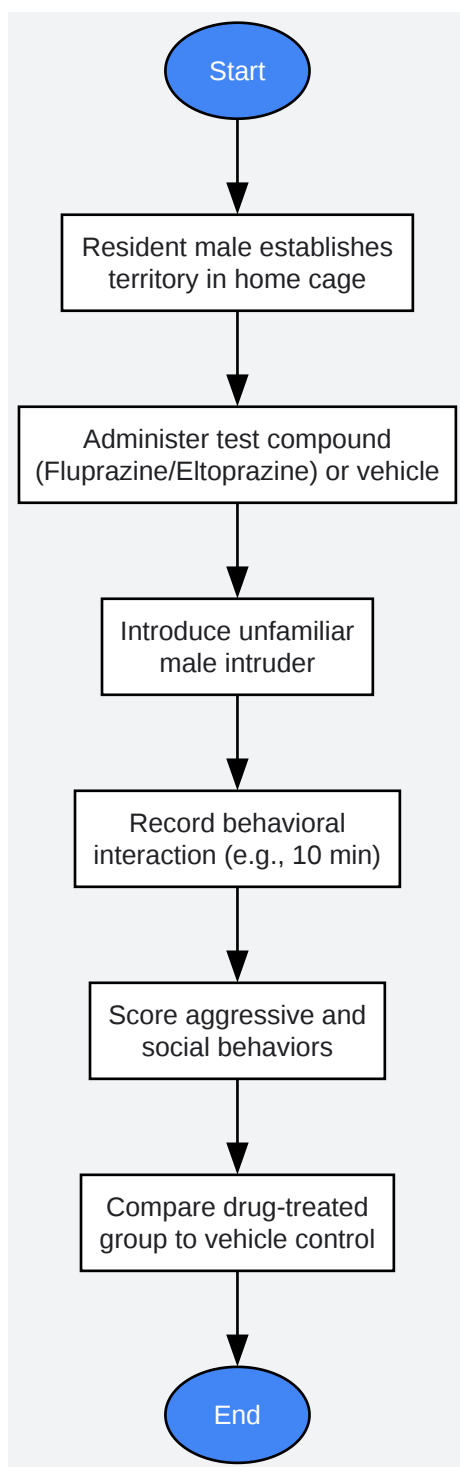 Start
Resident male establishes
territory in home cage
Administer test compound
(Fluprazine/Eltoprazine) or vehicle
Introduce unfamiliar
male intruder
Record behavioral
interaction (e.g., 10 min)
Score aggressive and
social behaviors
Compare drug-treated
group to vehicle control
End